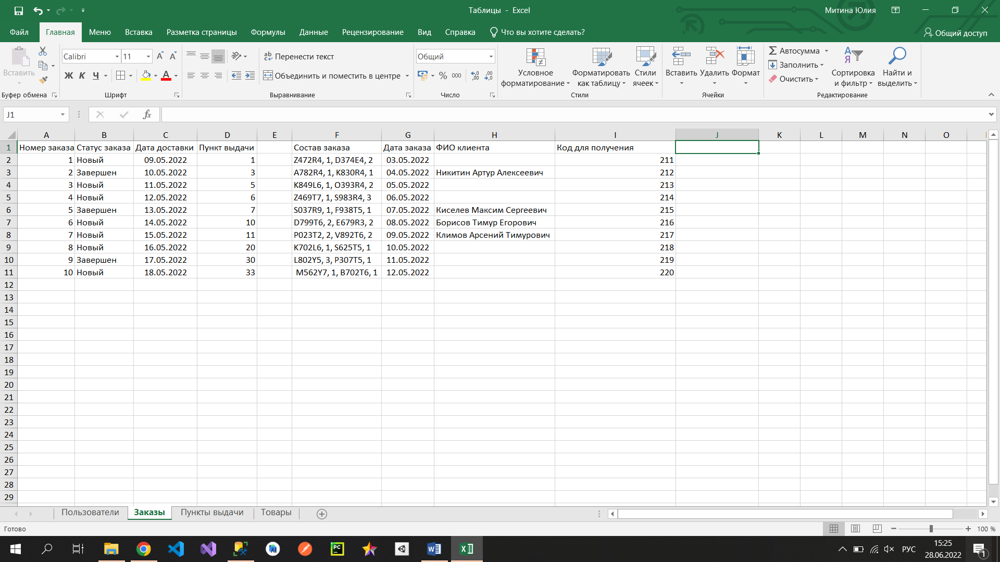 Таблицы - Excel
Митина Юлия
Файл Главная Меню Вставка Разметка страницы Формулы Данные Рецензирование Вид Справка Что вы хотите сделать? Общий доступ
Вставить
Буфер обмена
Calibri 11
Ж К Ч
Шрифт
Перенести текст
Объединить и поместить в центре
Выравнивание
Общий
% 000
Число
Условное форматирование
Форматировать как таблицу
Стили ячеек
Стили
Вставить Удалить Формат
Ячейки
Автосумма
Заполнить
Очистить
Сортировка и фильтр
Найти и выделить
Редактирование
J1
fx
A B C D E F G H I J K L M N O
1 Номер заказа Статус заказа Дата доставки Пункт выдачи Состав заказа Дата заказа ФИО клиента Код для получения
2 1 Новый 09.05.2022 1 Z472R4, 1, D374E4, 2 03.05.2022 211
3 2 Завершен 10.05.2022 3 A782R4, 1, K830R4, 1 04.05.2022 Никитин Артур Алексеевич 212
4 3 Новый 11.05.2022 5 K849L6, 1, O393R4, 2 05.05.2022 213
5 4 Новый 12.05.2022 6 Z469T7, 1, S983R4, 3 06.05.2022 214
6 5 Завершен 13.05.2022 7 S037R9, 1, F938T5, 1 07.05.2022 Киселев Максим Сергеевич 215
7 6 Новый 14.05.2022 10 D799T6, 2, E679R3, 2 08.05.2022 Борисов Тимур Егорович 216
8 7 Новый 15.05.2022 11 P023T2, 2, V892T6, 2 09.05.2022 Климов Арсений Тимурович 217
9 8 Новый 16.05.2022 20 K702L6, 1, S625T5, 1 10.05.2022 218
10 9 Завершен 17.05.2022 30 L802Y5, 3, P307T5, 1 11.05.2022 219
11 10 Новый 18.05.2022 33 M562Y7, 1, B702T6, 1 12.05.2022 220
12
13
14
15
16
17
18
19
20
21
22
23
24
25
26
27
28
29
Пользователи Заказы Пункты выдачи Товары
Готово
100 %
РУС
15:25
28.06.2022
1